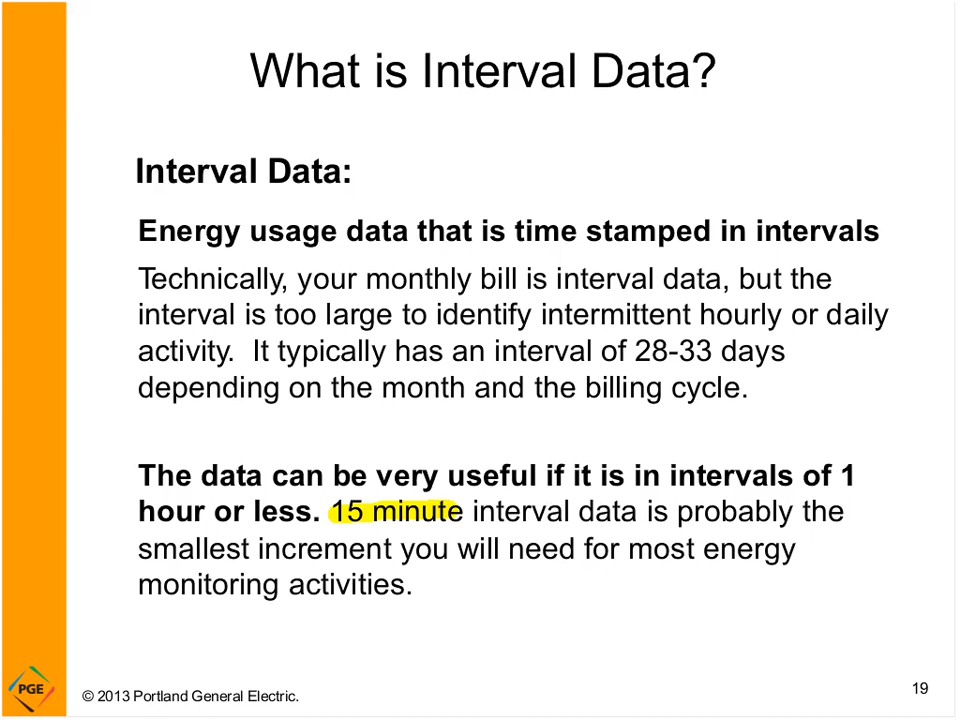 What is Interval Data?
Interval Data:
Energy usage data that is time stamped in intervals
Technically, your monthly bill is interval data, but the
interval is too large to identify intermittent hourly or daily
activity.  It typically has an interval of 28-33 days
depending on the month and the billing cycle.
The data can be very useful if it is in intervals of 1
hour or less. 15 minute interval data is probably the
smallest increment you will need for most energy
monitoring activities.
PGE
© 2013 Portland General Electric.
19